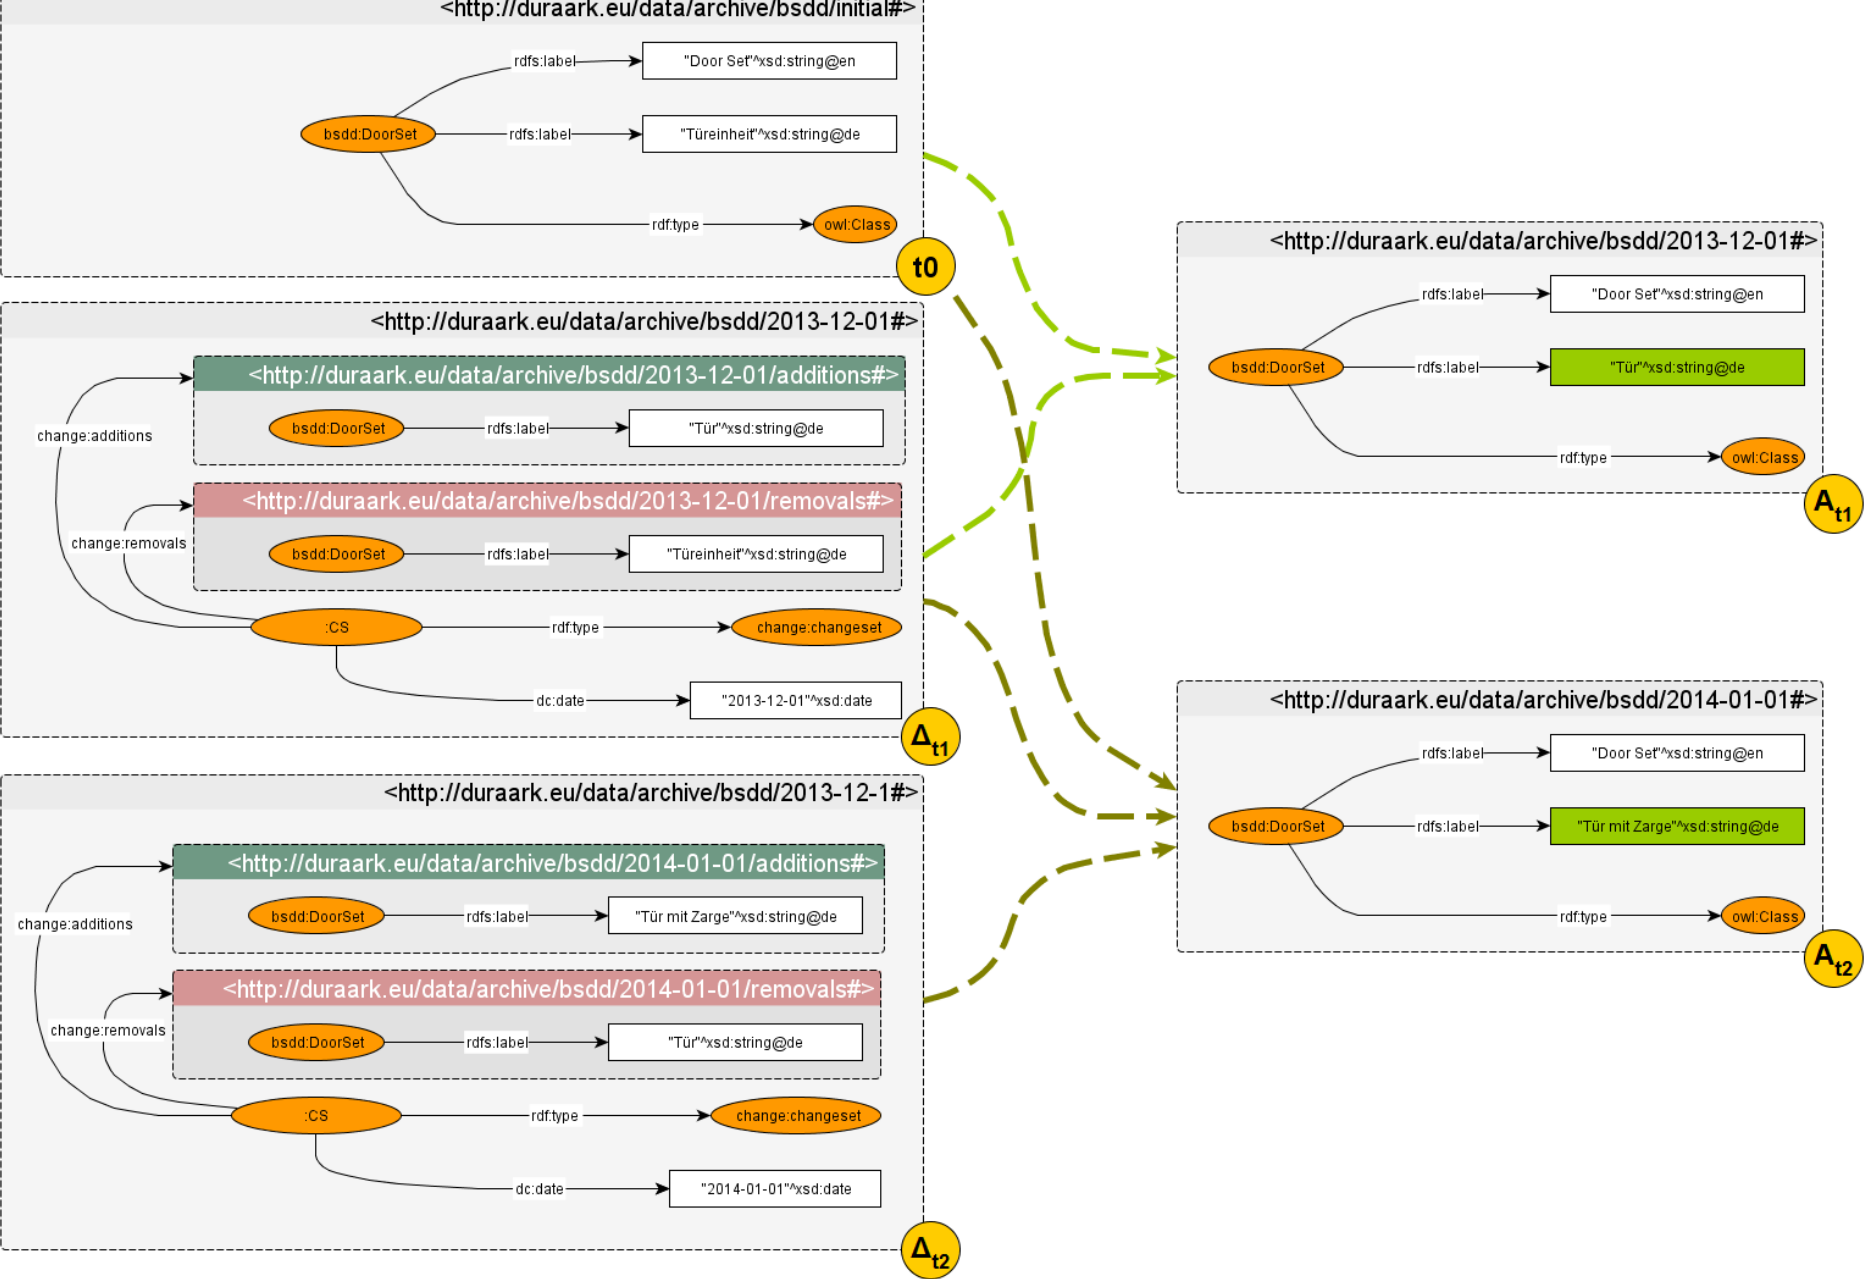 <http://duraark.eu/data/archive/bsdd/initial#>
rdfs:label
"Door Set"^xsd:string@en
bsdd:DoorSet
rdfs:label
"Türeinheit"^xsd:string@de
rdf:type
owl:Class
t0
<http://duraark.eu/data/archive/bsdd/2013-12-01#>
<http://duraark.eu/data/archive/bsdd/2013-12-01/additions#>
change:additions
bsdd:DoorSet
rdfs:label
"Tür"^xsd:string@de
<http://duraark.eu/data/archive/bsdd/2013-12-01/removals#>
change:removals
bsdd:DoorSet
rdfs:label
"Türeinheit"^xsd:string@de
:CS
rdf:type
change:changeset
dc:date
"2013-12-01"^xsd:date
Δt1
<http://duraark.eu/data/archive/bsdd/2013-12-1#>
<http://duraark.eu/data/archive/bsdd/2014-01-01/additions#>
change:additions
bsdd:DoorSet
rdfs:label
"Tür mit Zarge"^xsd:string@de
<http://duraark.eu/data/archive/bsdd/2014-01-01/removals#>
change:removals
bsdd:DoorSet
rdfs:label
"Tür"^xsd:string@de
:CS
rdf:type
change:changeset
dc:date
"2014-01-01"^xsd:date
Δt2
<http://duraark.eu/data/archive/bsdd/2013-12-01#>
rdfs:label
"Door Set"^xsd:string@en
bsdd:DoorSet
rdfs:label
"Tür"^xsd:string@de
rdf:type
owl:Class
At1
<http://duraark.eu/data/archive/bsdd/2014-01-01#>
rdfs:label
"Door Set"^xsd:string@en
bsdd:DoorSet
rdfs:label
"Tür mit Zarge"^xsd:string@de
rdf:type
owl:Class
At2